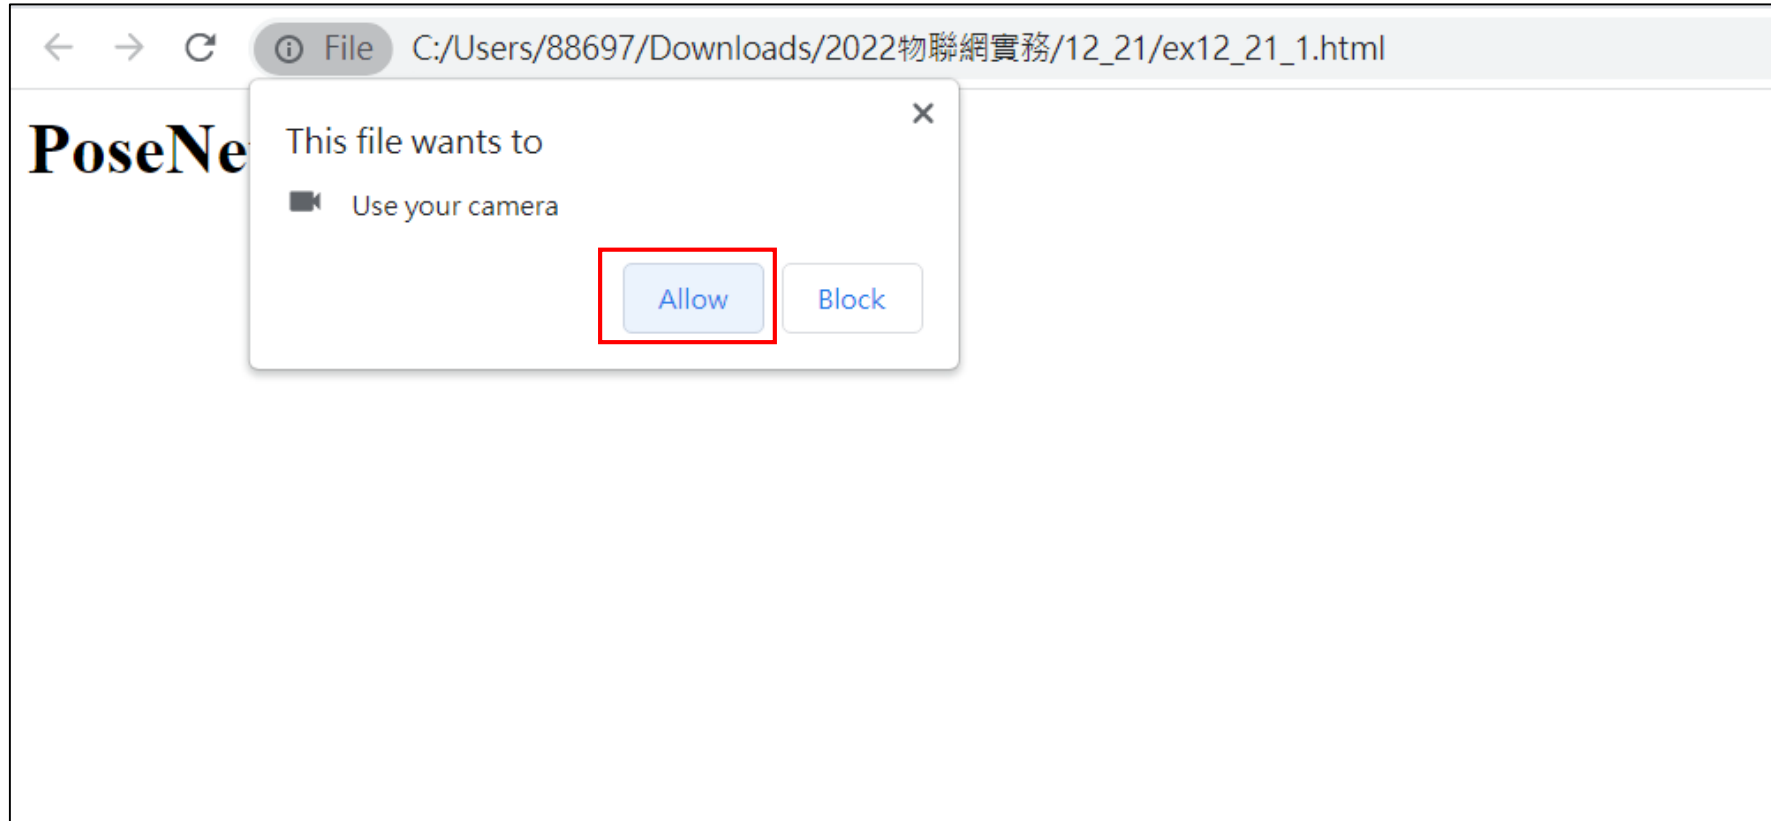 File C:/Users/88697/Downloads/2022物聯網實務/12_21/ex12_21_1.html
PoseNe
This file wants to
Use your camera
Allow Block